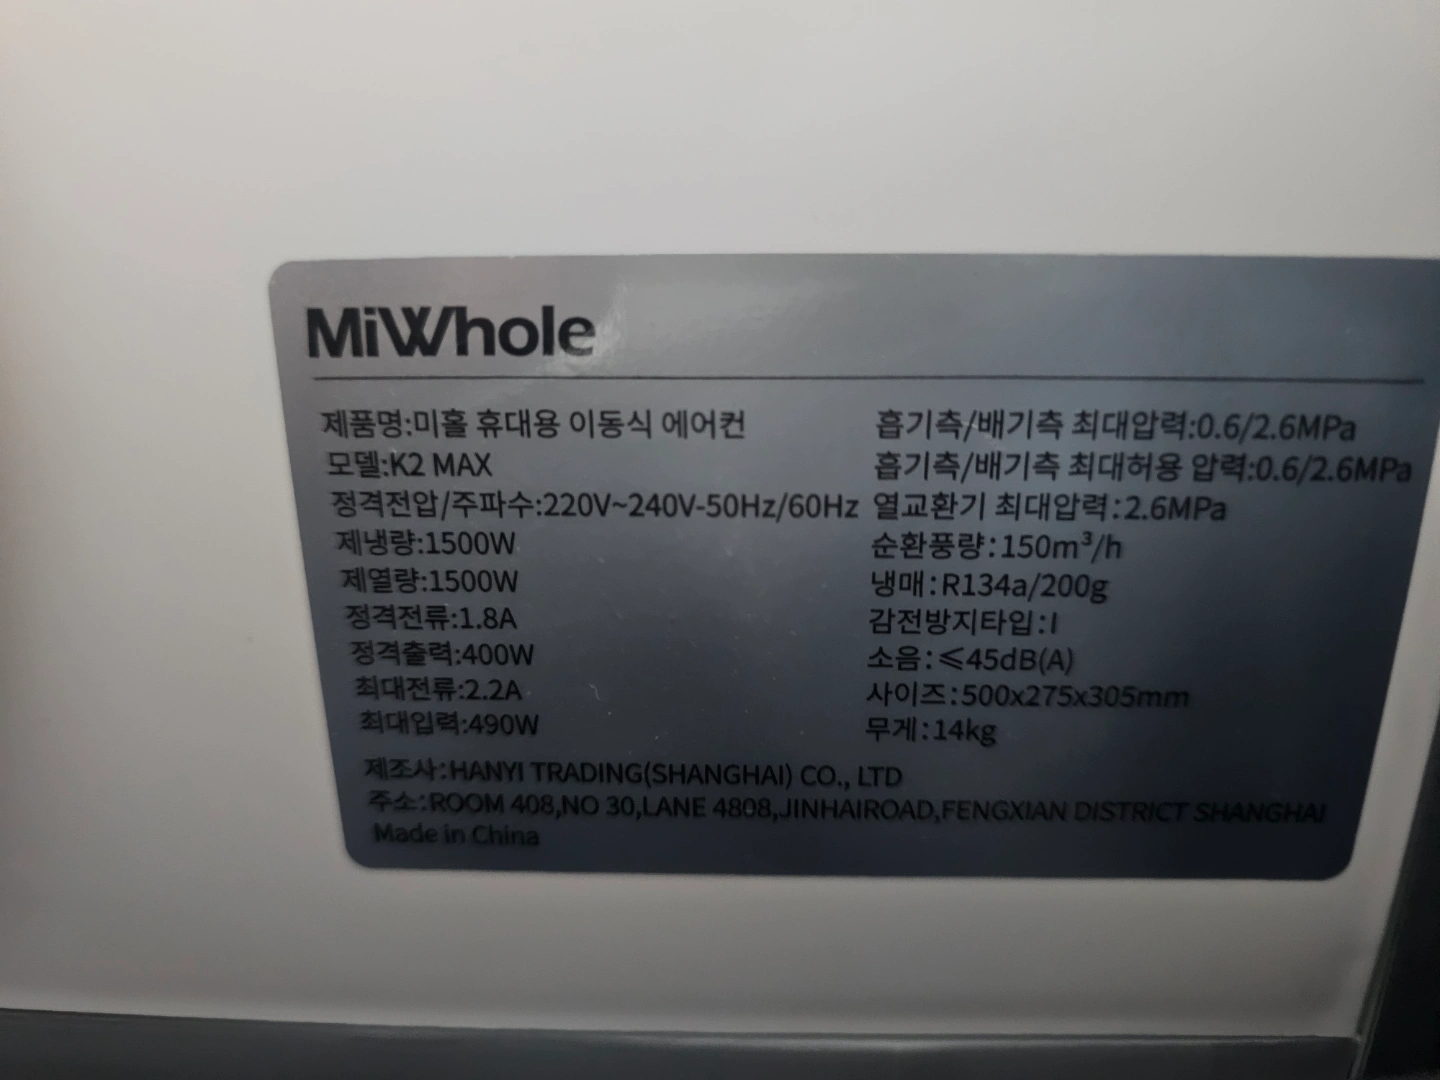 MiWhole
제품명:미홀 휴대용 이동식 에어컨
모델:K2 MAX
정격전압/주파수:220V~240V-50Hz/60Hz
제냉량:1500W
제열량:1500W
정격전류:1.8A
정격출력:400W
최대전류:2.2A
최대입력:490W
흡기측/배기측 최대압력:0.6/2.6MPa
흡기측/배기측 최대허용 압력:0.6/2.6MPa
열교환기 최대압력:2.6MPa
순환풍량:150m³/h
냉매:R134a/200g
감전방지타입:I
소음:≤45dB(A)
사이즈:500x275x305mm
무게:14kg
제조사:HANYI TRADING(SHANGHAI) CO., LTD
주소:ROOM 408,NO 30,LANE 4808,JINHAIROAD,FENGXIAN DISTRICT SHANGHAI
Made in China